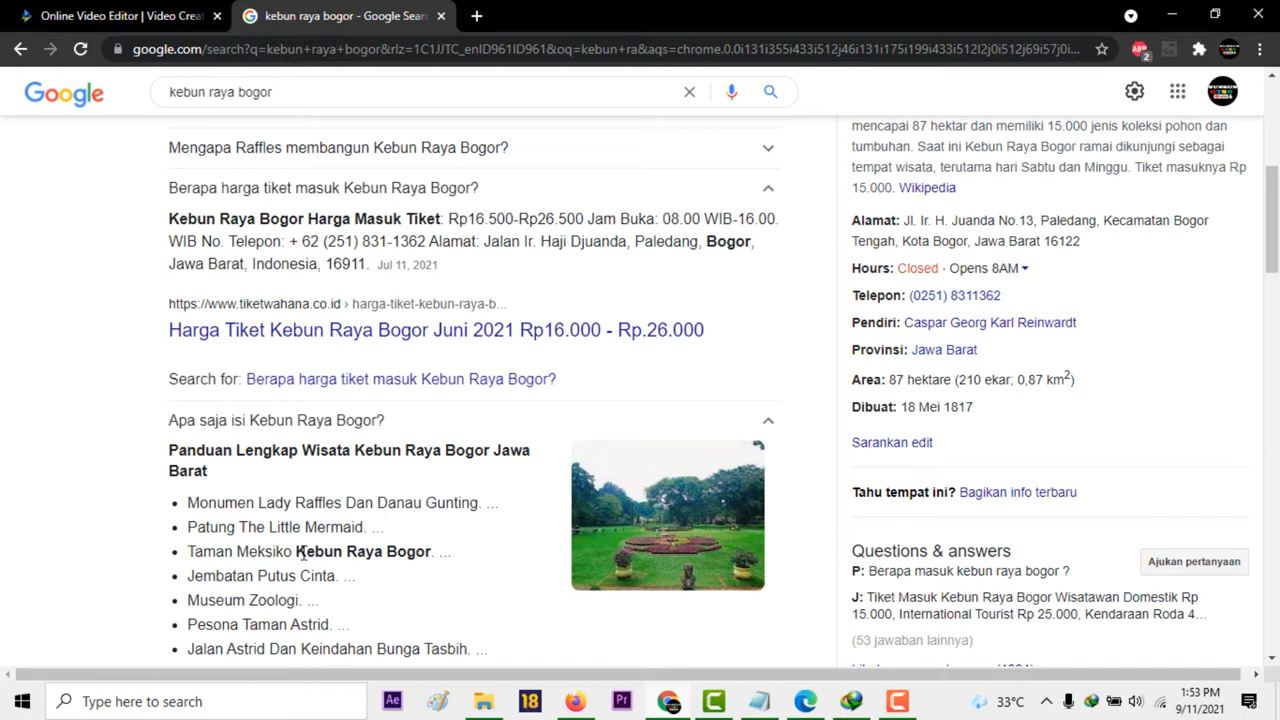 Online Video Editor | Video Crea
kebun raya bogor - Google Sear
google.com/search?q=kebun+raya+bogor&rlz=1C1JJTC_enID961ID961&oq=kebun+ra&aqs=chrome.0.0i131i355i433i512j46i131i175i199i433i512l2j0i512j69i57j0i...
2
Google
kebun raya bogor
Mengapa Raffles membangun Kebun Raya Bogor?
Berapa harga tiket masuk Kebun Raya Bogor?
Kebun Raya Bogor Harga Masuk Tiket: Rp16.500-Rp26.500 Jam Buka: 08.00 WIB-16.00.
WIB No. Telepon: + 62 (251) 831-1362 Alamat: Jalan Ir. Haji Djuanda, Paledang, Bogor,
Jawa Barat, Indonesia, 16911. Jul 11, 2021
https://www.tiketwahana.co.id › harga-tiket-kebun-raya-b...
Harga Tiket Kebun Raya Bogor Juni 2021 Rp16.000 - Rp.26.000
Search for: Berapa harga tiket masuk Kebun Raya Bogor?
Apa saja isi Kebun Raya Bogor?
Panduan Lengkap Wisata Kebun Raya Bogor Jawa
Barat
• Monumen Lady Raffles Dan Danau Gunting. ...
• Patung The Little Mermaid. ...
• Taman Meksiko Kebun Raya Bogor. ...
• Jembatan Putus Cinta. ...
• Museum Zoologi. ...
• Pesona Taman Astrid. ...
• Jalan Astrid Dan Keindahan Bunga Tasbih. ...
mencapai 87 hektar dan memiliki 15.000 jenis koleksi pohon dan
tumbuhan. Saat ini Kebun Raya Bogor ramai dikunjungi sebagai
tempat wisata, terutama hari Sabtu dan Minggu. Tiket masuknya Rp
15.000. Wikipedia
Alamat: Jl. Ir. H. Juanda No.13, Paledang, Kecamatan Bogor
Tengah, Kota Bogor, Jawa Barat 16122
Hours: Closed · Opens 8AM
Telepon: (0251) 8311362
Pendiri: Caspar Georg Karl Reinwardt
Provinsi: Jawa Barat
Area: 87 hektare (210 ekar; 0,87 km²)
Dibuat: 18 Mei 1817
Sarankan edit
Tahu tempat ini? Bagikan info terbaru
Questions & answers
Ajukan pertanyaan
P: Berapa masuk kebun raya bogor ?
J: Tiket Masuk Kebun Raya Bogor Wisatawan Domestik Rp
15.000, International Tourist Rp 25.000, Kendaraan Roda 4...
(53 jawaban lainnya)
Type here to search
Ae
18
Pr
33°C
1:53 PM
9/11/2021